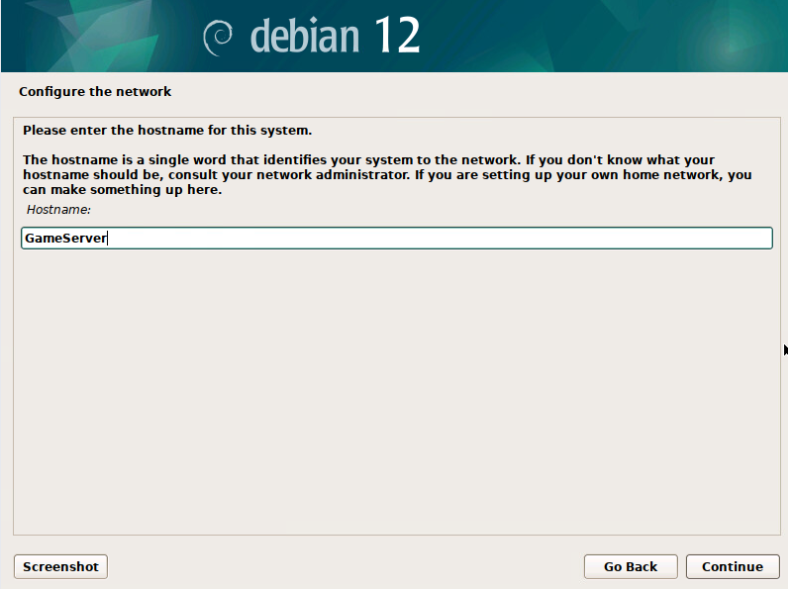 debian 12
Configure the network
Please enter the hostname for this system.
The hostname is a single word that identifies your system to the network. If you don't know what your
hostname should be, consult your network administrator. If you are setting up your own home network, you
can make something up here.
Hostname:
GameServer
Screenshot
Go Back
Continue